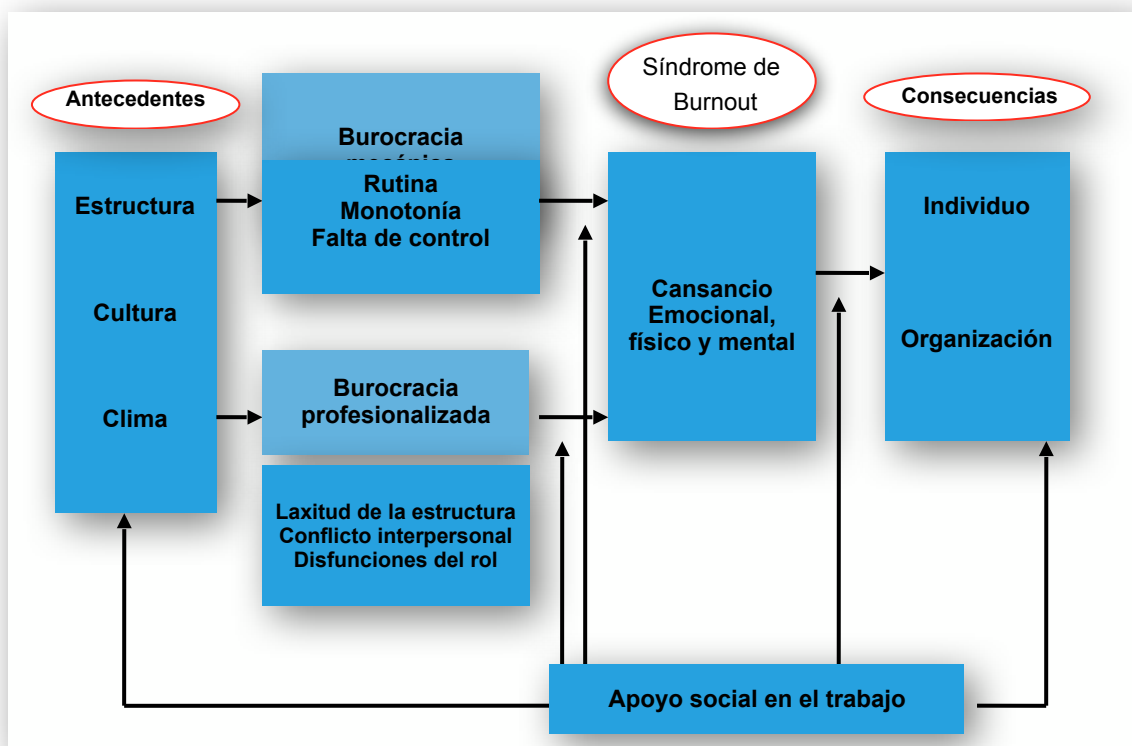 Antecedentes
Estructura
Cultura
Clima
Burocracia
Rutina
Monotonía
Falta de control
Burocracia
profesionalizada
Laxitud de la estructura
Conflicto interpersonal
Disfunciones del rol
Síndrome de
Burnout
Cansancio
Emocional,
físico y mental
Consecuencias
Individuo
Organización
Apoyo social en el trabajo